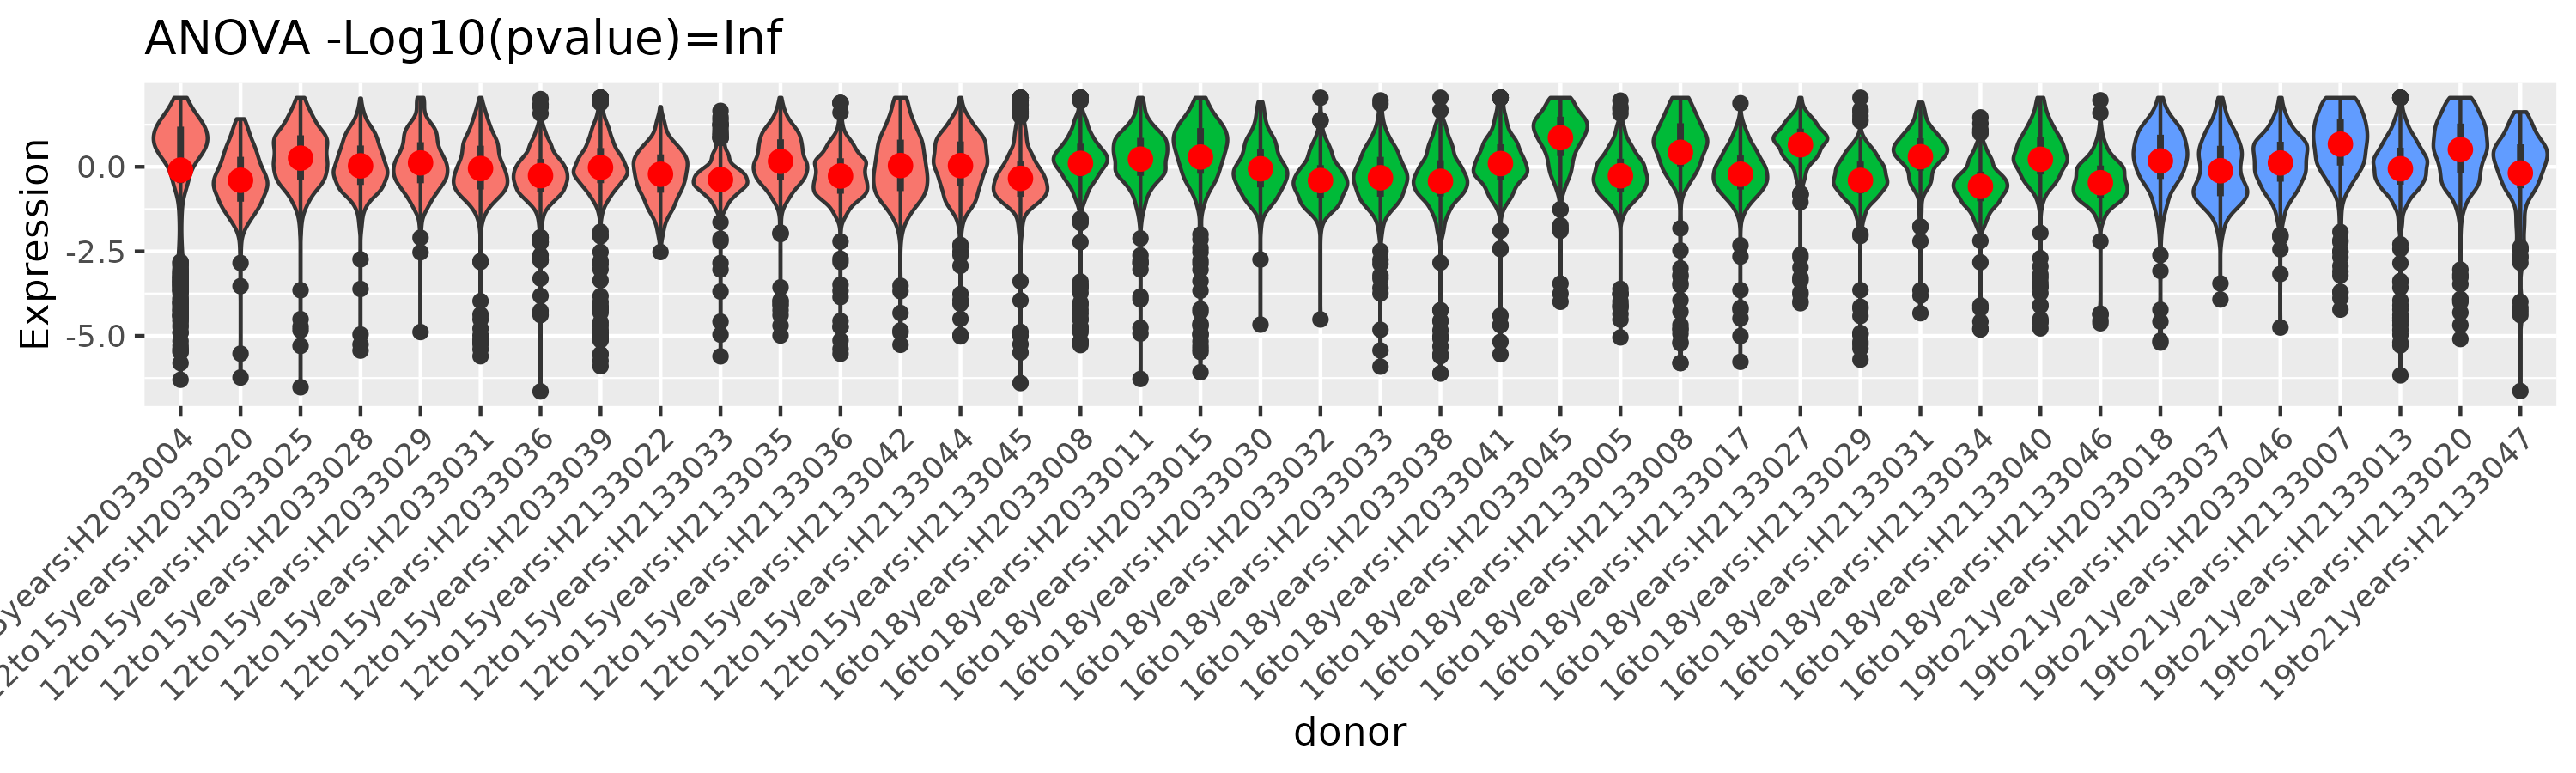 ANOVA -Log10(pvalue)=Inf
Expression
0.0
-2.5
-5.0
5years:H2033004
2to15years:H2033020
12to15years:H2033025
12to15years:H2033028
12to15years:H2033029
12to15years:H2033031
12to15years:H2033036
12to15years:H2033039
12to15years:H2133022
12to15years:H2133033
12to15years:H2133035
12to15years:H2133036
12to15years:H2133042
12to15years:H2133044
12to15years:H2133045
16to18years:H2033008
16to18years:H2033011
16to18years:H2033015
16to18years:H2033030
16to18years:H2033032
16to18years:H2033033
16to18years:H2033038
16to18years:H2033041
16to18years:H2033045
16to18years:H2133005
16to18years:H2133008
16to18years:H2133017
16to18years:H2133027
16to18years:H2133029
16to18years:H2133031
16to18years:H2133034
16to18years:H2133040
16to18years:H2133046
19to21years:H2033018
19to21years:H2033037
19to21years:H2033046
19to21years:H2133007
19to21years:H2133013
19to21years:H2133020
19to21years:H2133047
donor